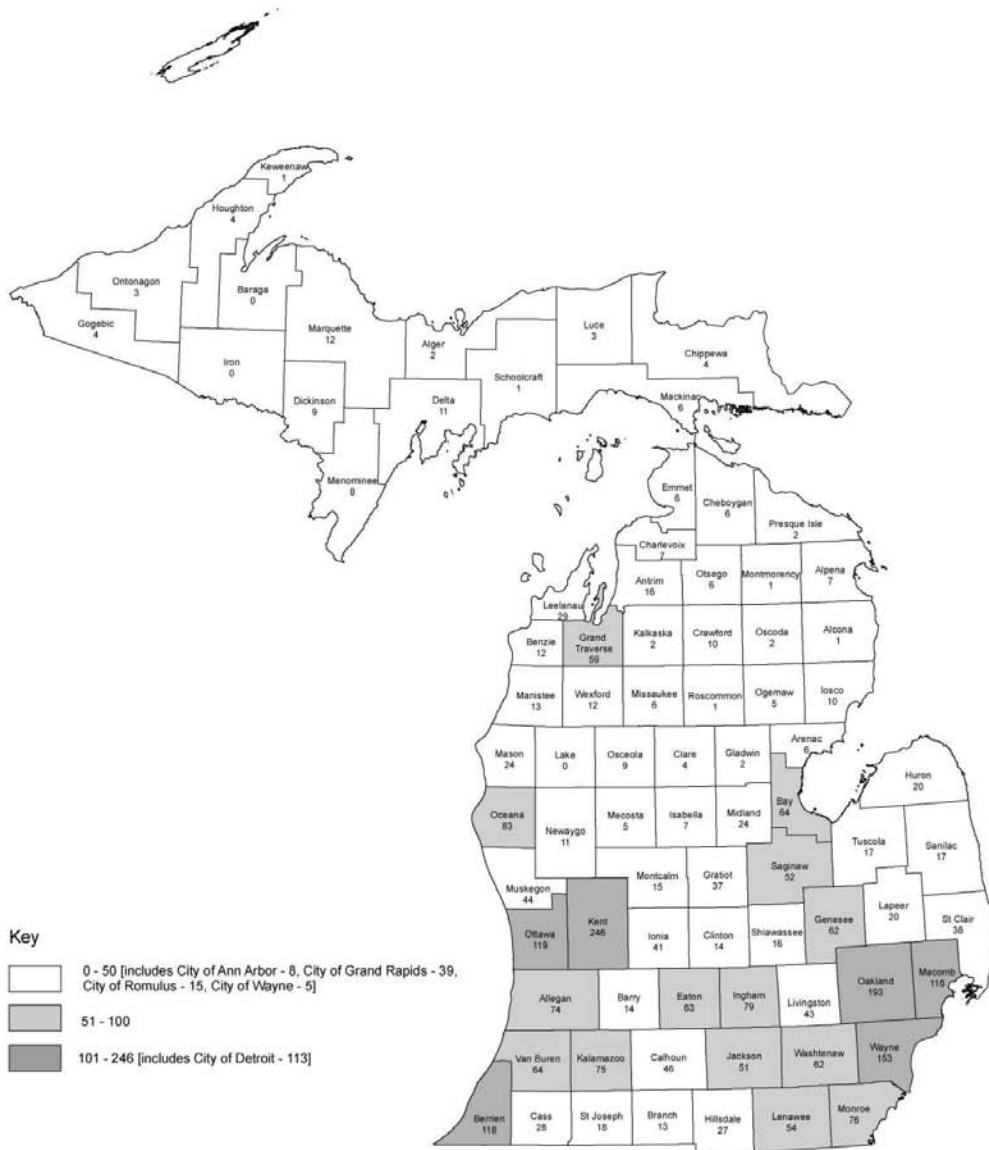 Keweenaw
1
Houghton
4
Ontonagon
3
Baraga
0
Gogebic
4
Marquette
12
Iron
0
Alger
2
Luce
3
Chippewa
4
Schoolcraft
1
Dickinson
9
Delta
11
Mackinac
6
Menominee
8
Emmet
6
Cheboygan
6
Presque Isle
2
Charlevoix
7
Antrim
16
Otsego
6
Montmorency
1
Alpena
7
Leelanau
29
Benzie
12
Grand
Traverse
59
Kalkaska
2
Crawford
10
Oscoda
2
Alcona
1
Manistee
13
Wexford
12
Missaukee
6
Roscommon
1
Ogemaw
5
Iosco
10
Arenac
6
Mason
24
Lake
0
Osceola
9
Clare
4
Gladwin
2
Huron
20
Oceana
83
Newaygo
11
Mecosta
5
Isabella
7
Midland
24
Bay
64
Tuscola
17
Sanilac
17
Saginaw
52
Muskegon
44
Montcalm
15
Gratiot
37
Lapeer
20
Genesee
62
St Clair
Ottawa
119
Kent
246
Ionia
41
Clinton
14
Shiawassee
16
Oakland
193
Macomb
Allegan
74
Barry
14
Eaton
63
Ingham
79
Livingston
43
Van Buren
64
Kalamazoo
75
Calhoun
46
Jackson
51
Washtenaw
62
Wayne
153
Berrien
118
Cass
28
St Joseph
18
Branch
13
Hillsdale
27
Lenawee
54
Monroe
76
Key
0 - 50 [includes City of Ann Arbor - 8, City of Grand Rapids - 39,
City of Romulus - 15, City of Wayne - 5]
51 - 100
101 - 246 [includes City of Detroit - 113]